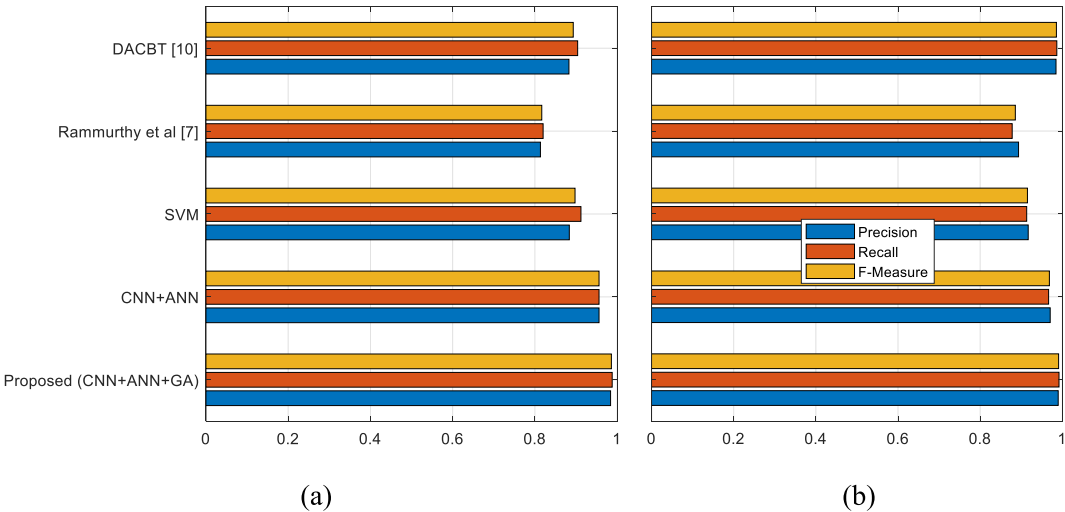 DACBT [10]
Rammurthy et al [7]
SVM
CNN+ANN
Proposed (CNN+ANN+GA)
0 0.2 0.4 0.6 0.8 1
(a)
Precision
Recall
F-Measure
0 0.2 0.4 0.6 0.8 1
(b)